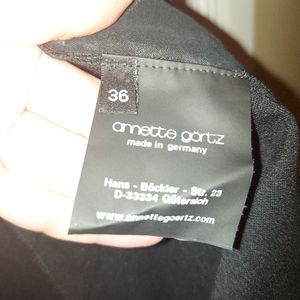 36
annette görtz
made in germany
Hans - Böckler - Str. 23
D-33334 Gütersloh
www.annettegoertz.com